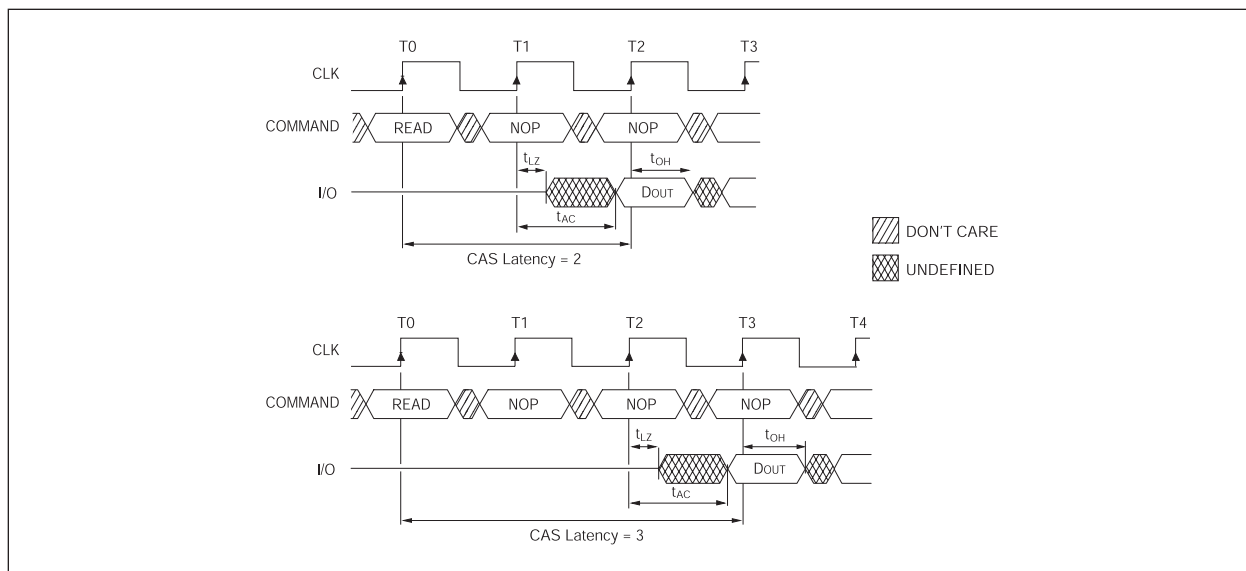 T0 T1 T2 T3
CLK
COMMAND READ NOP NOP
tLZ tOH
I/O DOUT
tAC
CAS Latency = 2
DON'T CARE
UNDEFINED
T0 T1 T2 T3 T4
CLK
COMMAND READ NOP NOP NOP
tLZ tOH
I/O DOUT
tAC
CAS Latency = 3